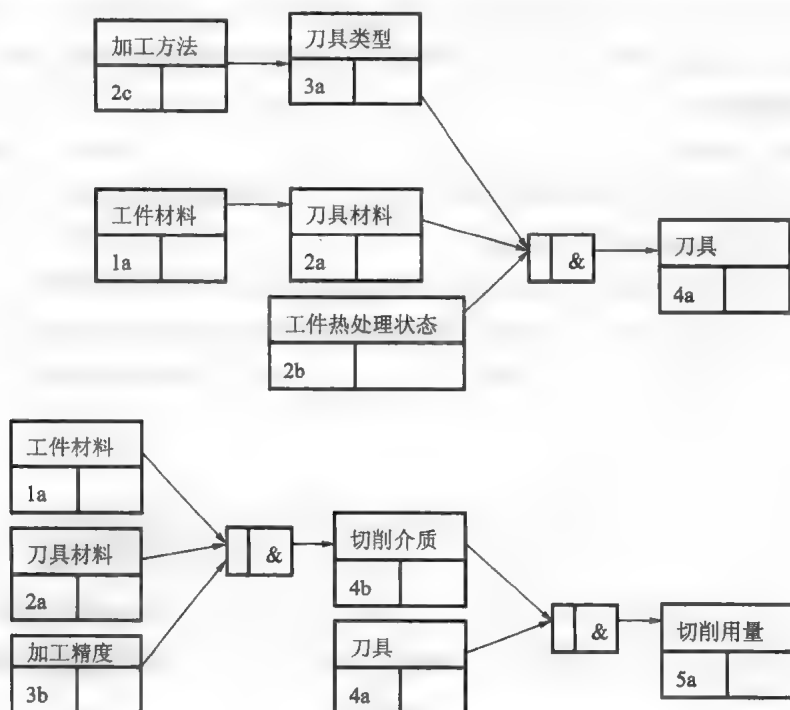 加工方法
2c
刀具类型
3a
工件材料
1a
刀具材料
2a
工件热处理状态
2b
&
刀具
4a
工件材料
1a
刀具材料
2a
加工精度
3b
&
切削介质
4b
刀具
4a
&
切削用量
5a